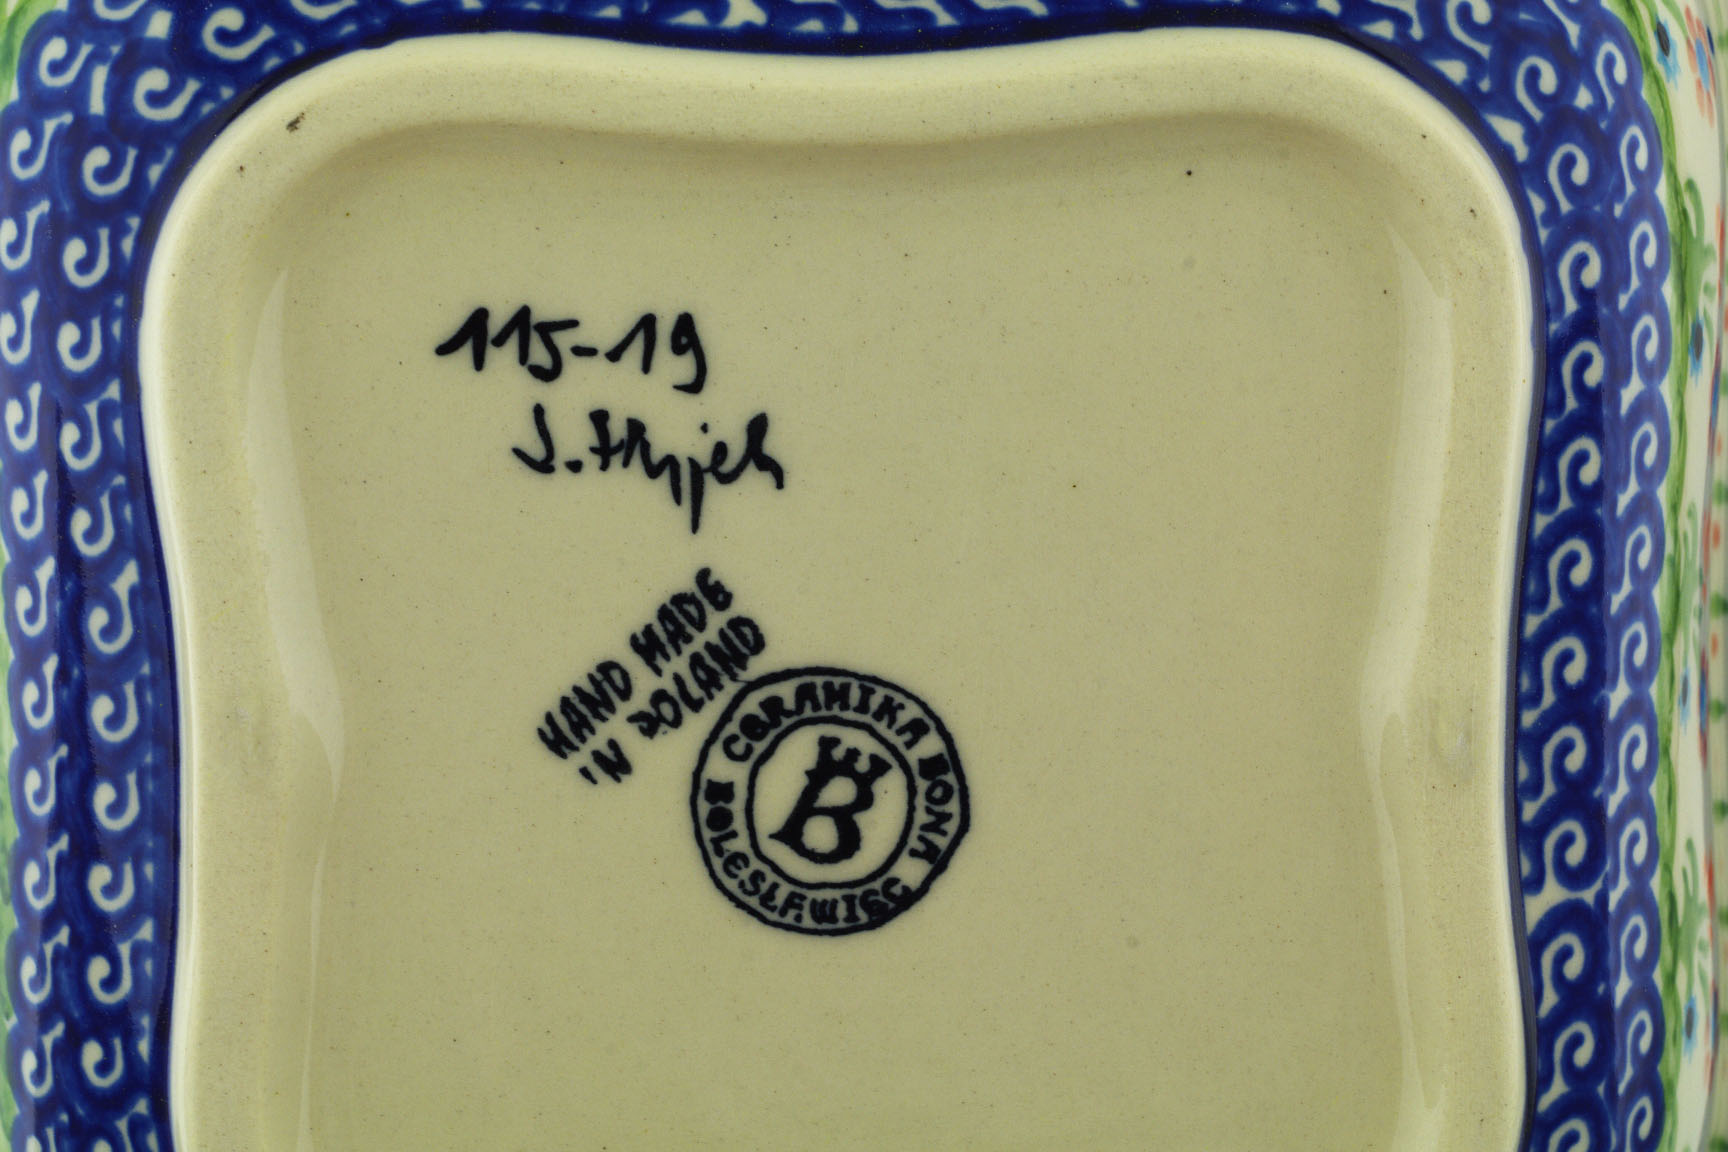 115-19
HAND MADE
IN POLAND
CERAMIKA BONA
BOLESŁAWIEC
B